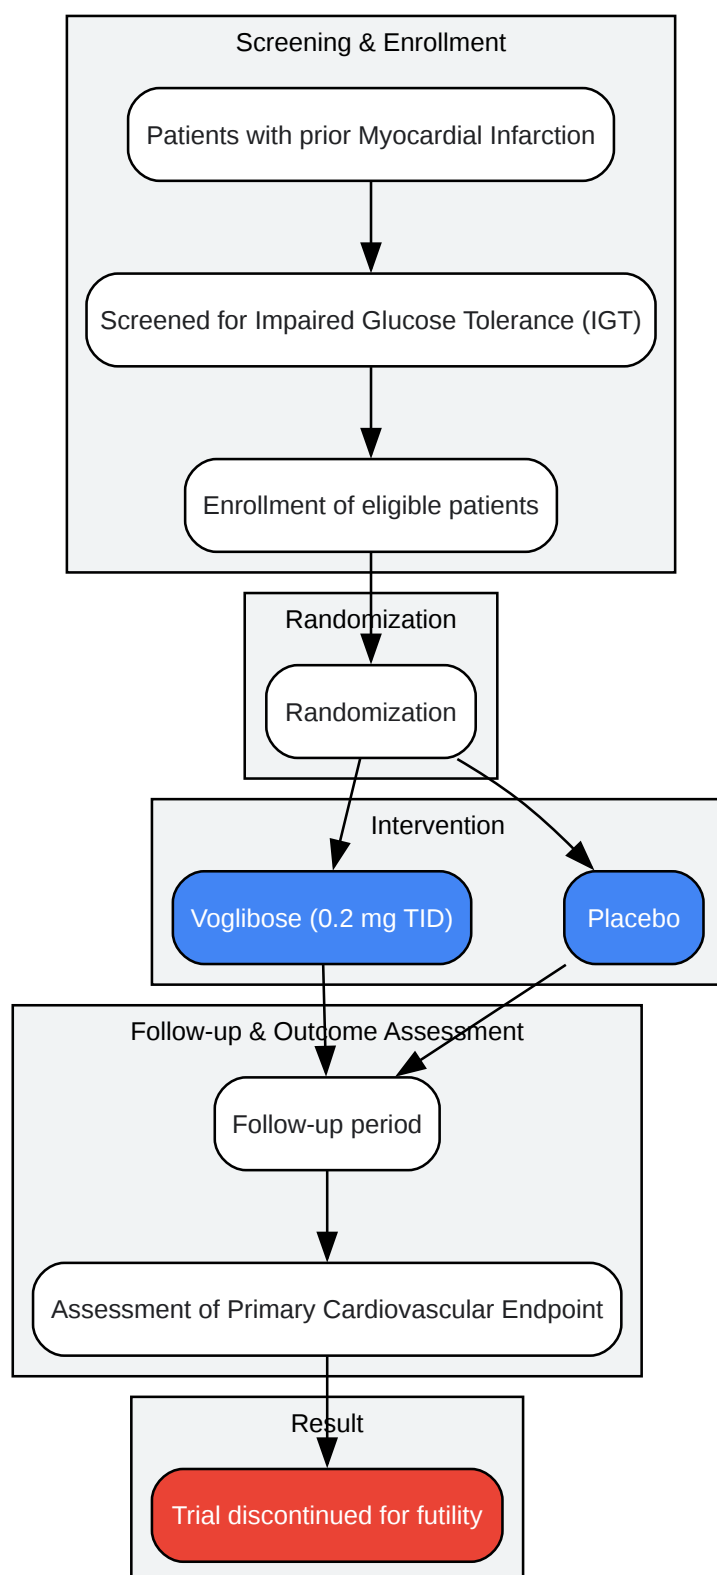 Screening & Enrollment
Patients with prior Myocardial Infarction
Screened for Impaired Glucose Tolerance (IGT)
Enrollment of eligible patients
Randomization
Randomization
Intervention
Voglibose (0.2 mg TID)
Placebo
Follow-up & Outcome Assessment
Follow-up period
Assessment of Primary Cardiovascular Endpoint
Result
Trial discontinued for futility